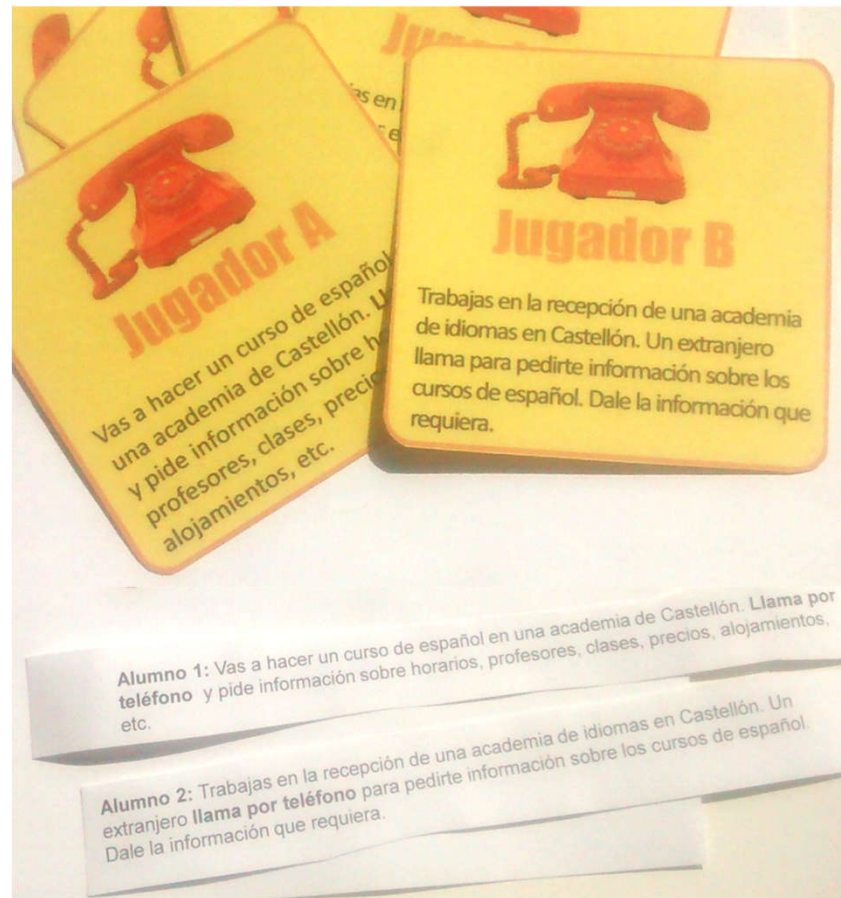 Jugador A
Vas a hacer un curso de español
una academia de Castellón.
y pide información sobre
profesores, clases,
alojamientos, etc.
as en
Jugador B
Trabajas en la recepción de una academia
de idiomas en Castellón. Un extranjero
llama para pedirte información sobre los
cursos de español. Dale la información que
requiera.
Alumno 1: Vas a hacer un curso de español en una academia de Castellón. Llama por
teléfono y pide información sobre horarios, profesores, clases, precios, alojamientos,
etc.
Alumno 2: Trabajas en la recepción de una academia de idiomas en Castellón. Un
extranjero llama por teléfono para pedirte información sobre los cursos de español.
Dale la información que requiera.